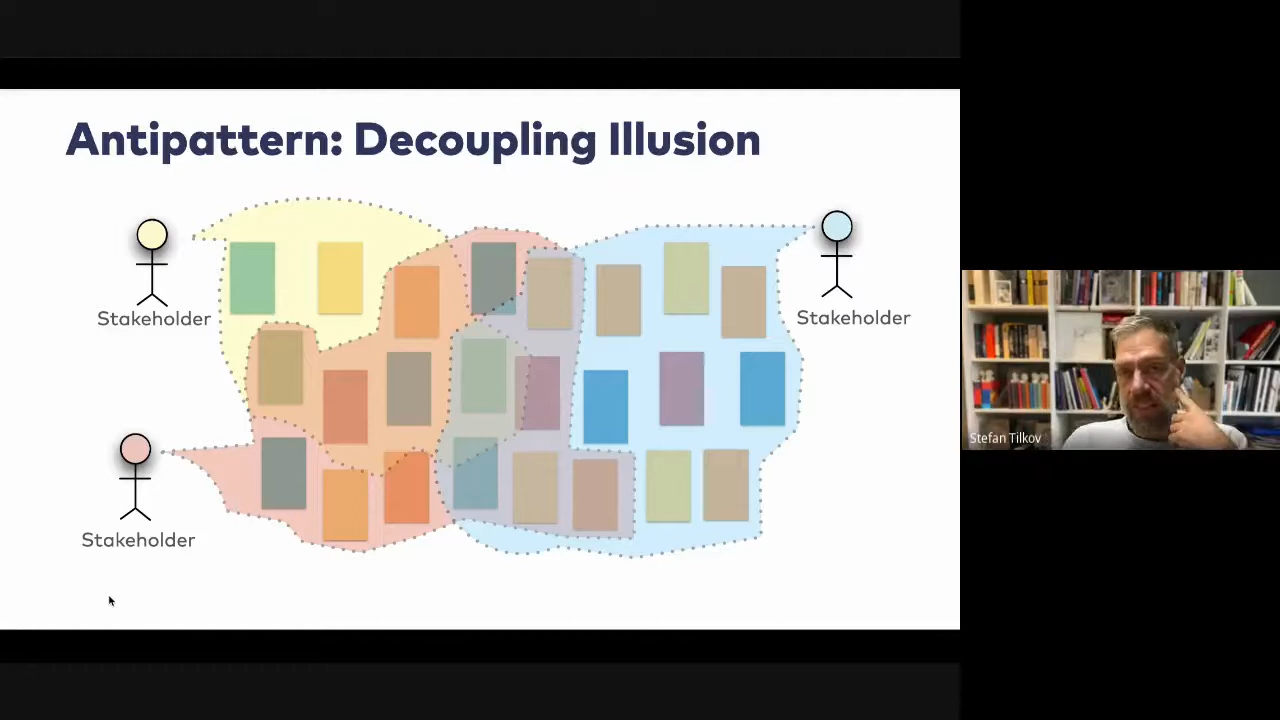 Antipattern: Decoupling Illusion
Stakeholder
Stakeholder
Stakeholder
Stefan Tilkov